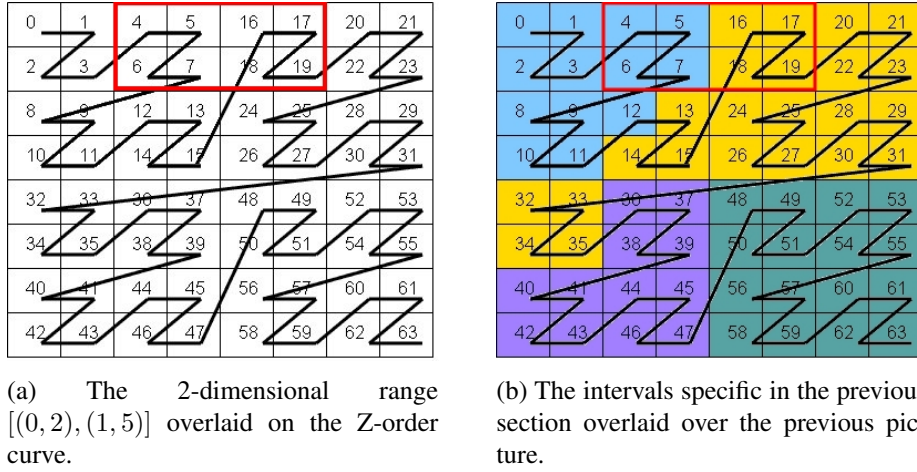 0 1 4 5 16 17 20 21
2 3 6 7 18 19 22 23
8 9 12 13 24 25 28 29
10 11 14 15 26 27 30 31
32 33 36 37 48 49 52 53
34 35 38 39 50 51 54 55
40 41 44 45 56 57 60 61
42 43 46 47 58 59 62 63
(a) The 2-dimensional range
[(0, 2), (1, 5)] overlaid on the Z-order
curve.
0 1 4 5 16 17 20 21
2 3 6 7 18 19 22 23
8 9 12 13 24 25 28 29
10 11 14 15 26 27 30 31
32 33 36 37 48 49 52 53
34 35 38 39 50 51 54 55
40 41 44 45 56 57 60 61
42 43 46 47 58 59 62 63
(b) The intervals specific in the previou
section overlaid over the previous pic
ture.